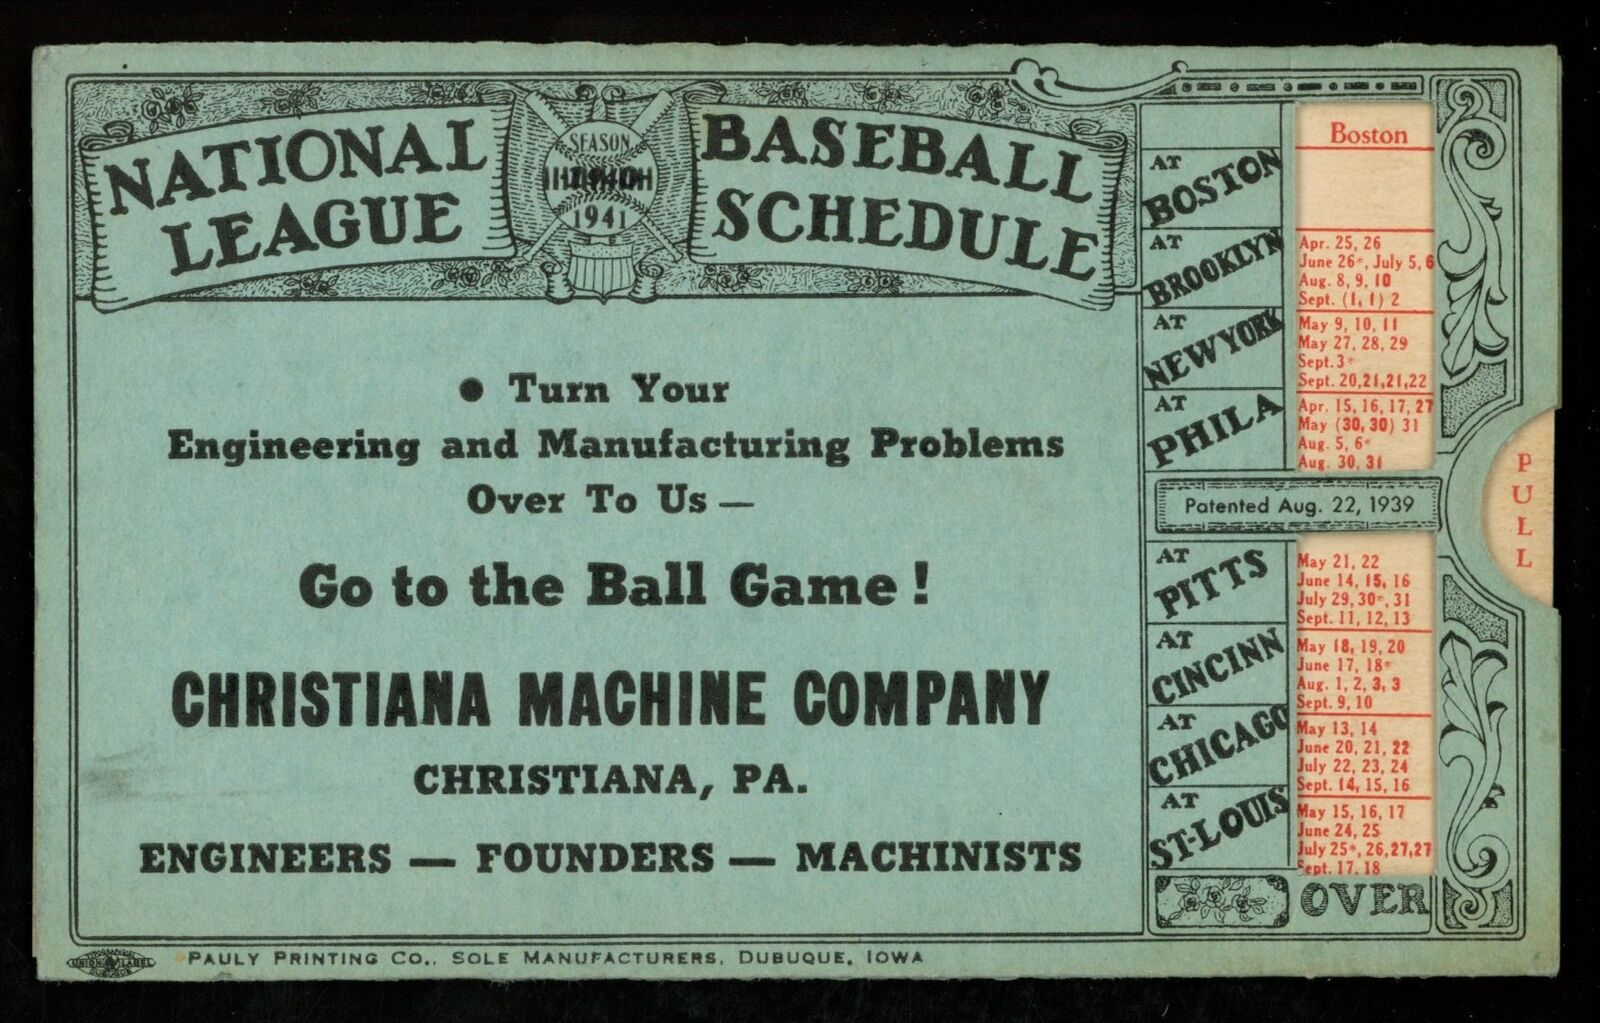 NATIONAL LEAGUE
SEASON
1941
BASEBALL SCHEDULE
● Turn Your
Engineering and Manufacturing Problems
Over To Us —
Go to the Ball Game !
CHRISTIANA MACHINE COMPANY
CHRISTIANA, PA.
ENGINEERS — FOUNDERS — MACHINISTS
Boston
AT BOSTON
AT BROOKLYN
Apr. 25, 26
June 26*, July 5, 6
Aug. 8, 9, 10
Sept. (1, 1) 2
AT NEW YORK
May 9, 10, 11
May 27, 28, 29
Sept. 3*
Sept. 20,21,21,22
AT PHILA
Apr. 15, 16, 17, 27
May (30, 30) 31
Aug. 5, 6*
Aug. 30, 31
Patented Aug. 22, 1939
PULL
AT PITTS
May 21, 22
June 14, 15, 16
July 29, 30*, 31
Sept. 11, 12, 13
AT CINCINN
May 18, 19, 20
June 17, 18*
Aug. 1, 2, 3, 3
Sept. 9, 10
AT CHICAGO
May 13, 14
June 20, 21, 22
July 22, 23, 24
Sept. 14, 15, 16
AT ST-LOUIS
May 15, 16, 17
June 24, 25
July 25*, 26,27,27
Sept. 17, 18
OVER
UNION LABEL
DUBUQUE
PAULY PRINTING CO., SOLE MANUFACTURERS, DUBUQUE, IOWA